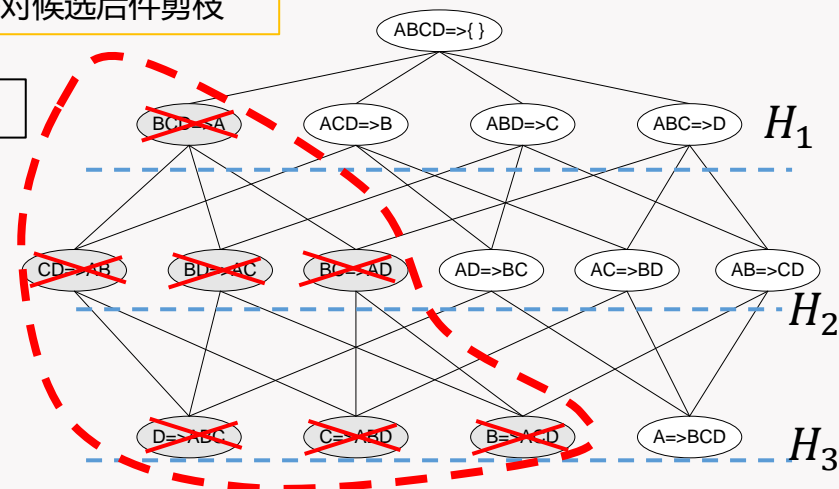 对候选后件剪枝
ABCD=>{ }
BCD=>A
ACD=>B
ABD=>C
ABC=>D
H₁
CD=>AB
BD=>AC
BC=>AD
AD=>BC
AC=>BD
AB=>CD
H₂
D=>ABC
C=>ABD
B=>ACD
A=>BCD
H₃